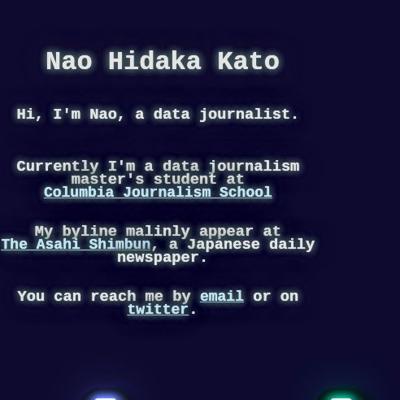 Nao Hidaka Kato
Hi, I'm Nao, a data journalist.
Currently I'm a data journalism
master's student at
Columbia Journalism School
My byline malinly appear at
The Asahi Shimbun, a Japanese daily
newspaper.
You can reach me by email or on
twitter.